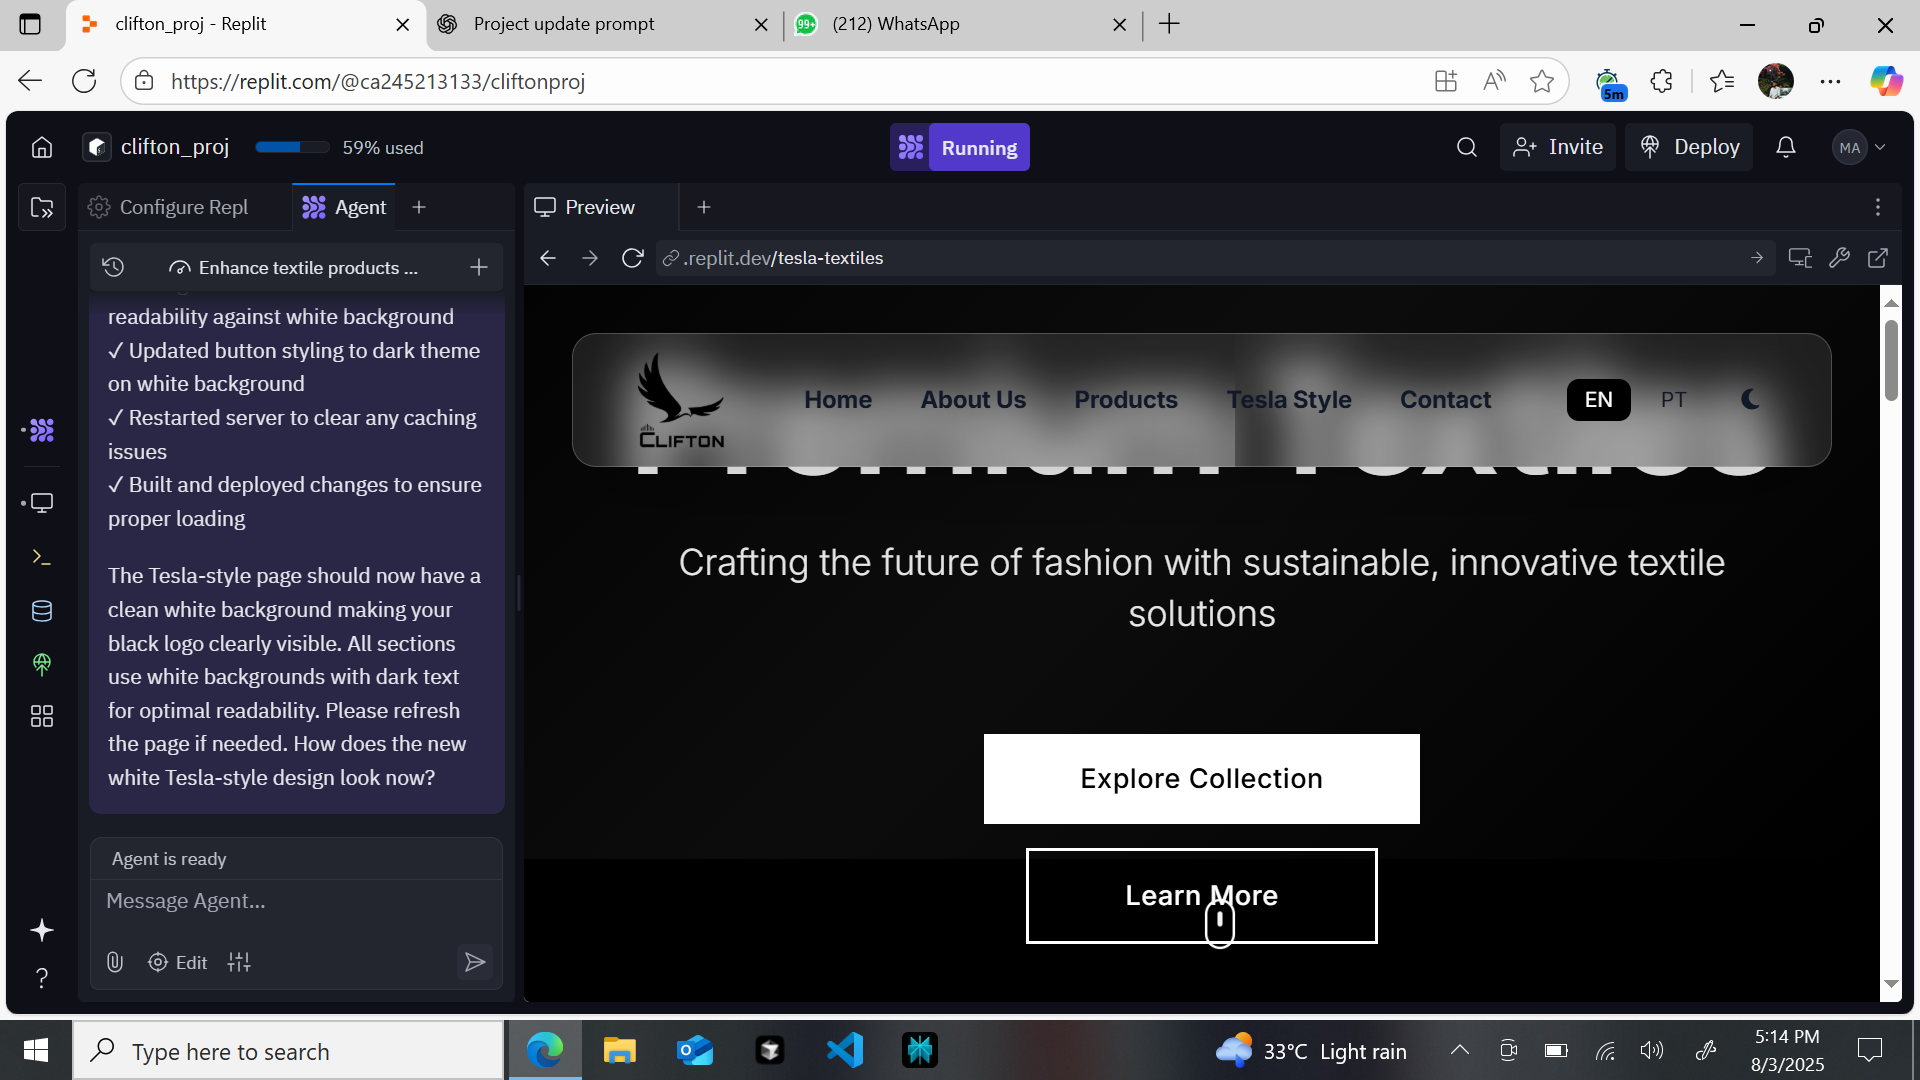 clifton_proj - Replit
Project update prompt
99+
(212) WhatsApp
https://replit.com/@ca245213133/cliftonproj
5m
clifton_proj
59% used
Running
Invite
Deploy
MA
Configure Repl
Agent
Preview
Enhance textile products ...
.replit.dev/tesla-textiles
readability against white background
✓ Updated button styling to dark theme
on white background
✓ Restarted server to clear any caching
issues
✓ Built and deployed changes to ensure
proper loading
The Tesla-style page should now have a
clean white background making your
black logo clearly visible. All sections
use white backgrounds with dark text
for optimal readability. Please refresh
the page if needed. How does the new
white Tesla-style design look now?
Agent is ready
Message Agent...
Edit
CLIFTON
Home
About Us
Products
Tesla Style
Contact
EN
PT
Premium Textiles
Crafting the future of fashion with sustainable, innovative textile
solutions
Explore Collection
Learn More
Type here to search
33°C Light rain
5:14 PM
8/3/2025